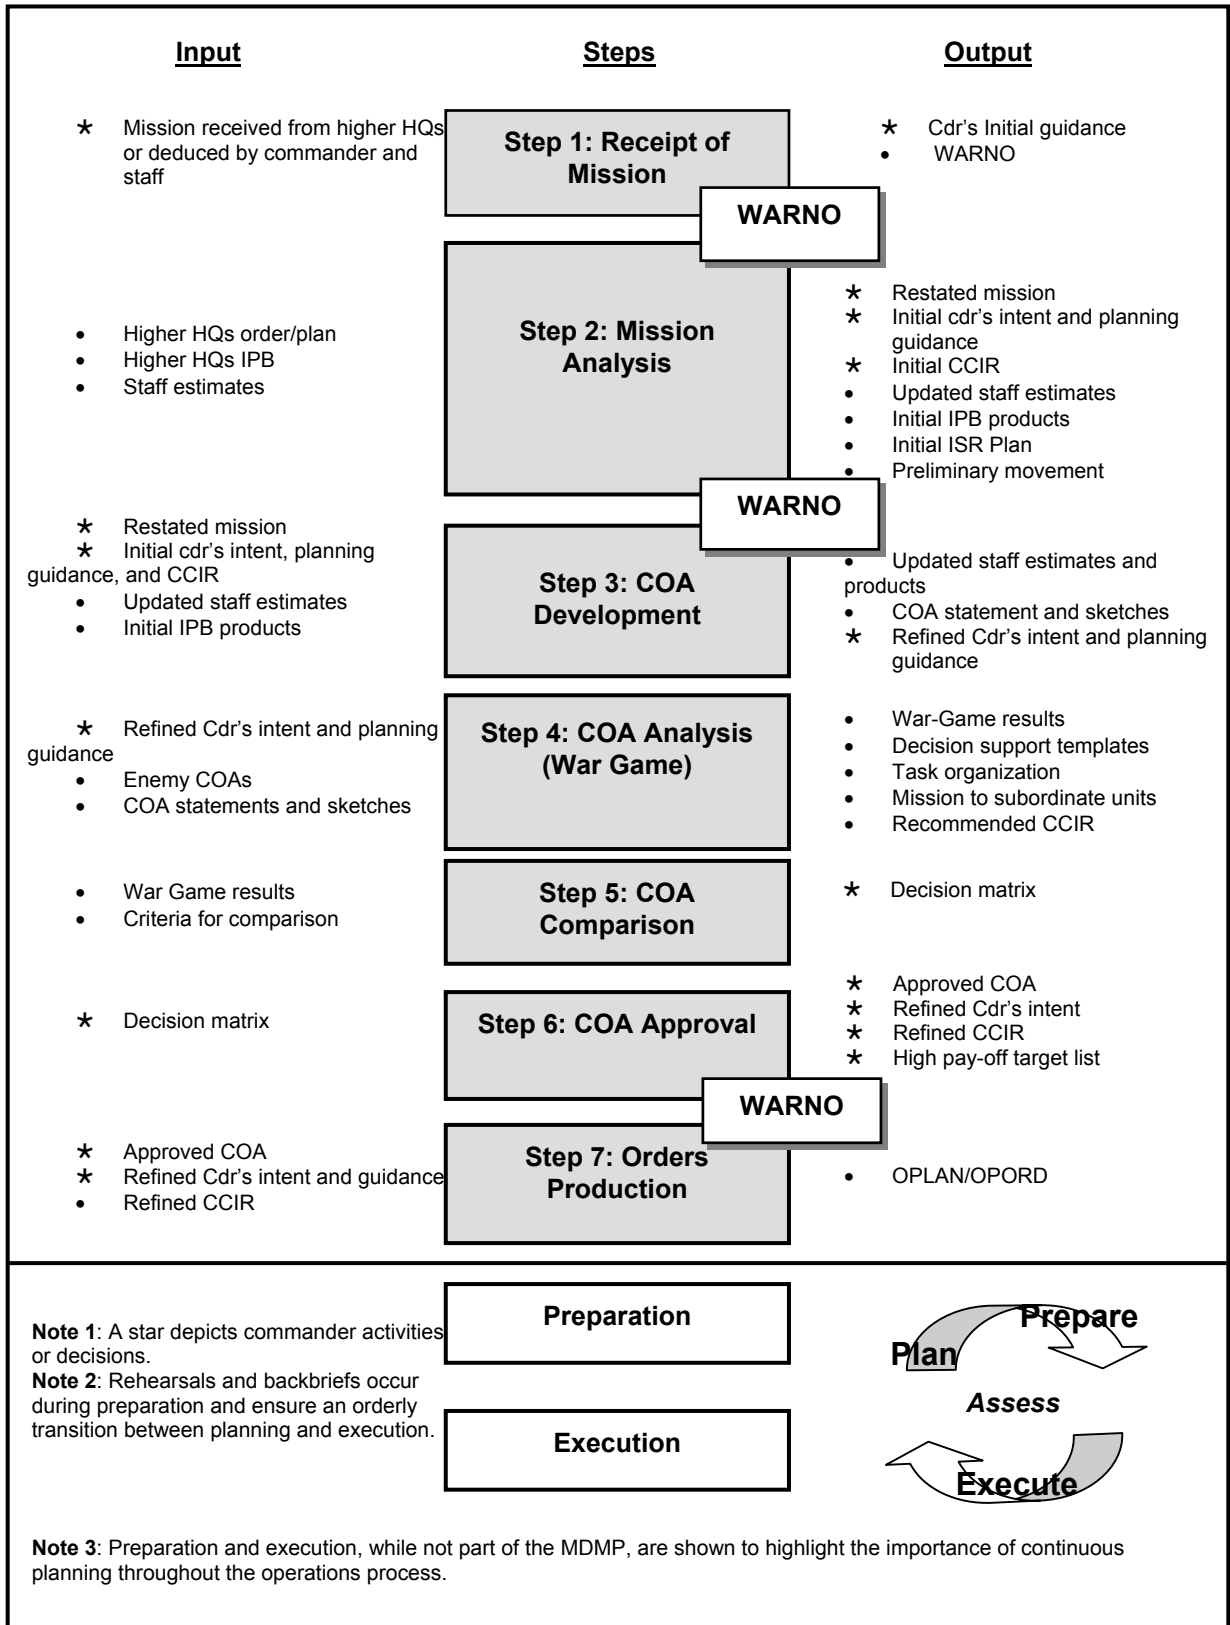 Input
Steps
Output
★ Mission received from higher HQs
or deduced by commander and
staff
Step 1: Receipt of
Mission
★ Cdr’s Initial guidance
• WARNO
WARNO
• Higher HQs order/plan
• Higher HQs IPB
• Staff estimates
Step 2: Mission
Analysis
★ Restated mission
★ Initial cdr’s intent and planning
guidance
★ Initial CCIR
• Updated staff estimates
• Initial IPB products
• Initial ISR Plan
• Preliminary movement
WARNO
★ Restated mission
★ Initial cdr’s intent, planning
guidance, and CCIR
• Updated staff estimates
• Initial IPB products
Step 3: COA
Development
• Updated staff estimates and
products
• COA statement and sketches
★ Refined Cdr’s intent and planning
guidance
★ Refined Cdr’s intent and planning
guidance
• Enemy COAs
• COA statements and sketches
Step 4: COA Analysis
(War Game)
• War-Game results
• Decision support templates
• Task organization
• Mission to subordinate units
• Recommended CCIR
• War Game results
• Criteria for comparison
Step 5: COA
Comparison
★ Decision matrix
★ Decision matrix
Step 6: COA Approval
★ Approved COA
★ Refined Cdr’s intent
★ Refined CCIR
★ High pay-off target list
WARNO
★ Approved COA
★ Refined Cdr’s intent and guidance
• Refined CCIR
Step 7: Orders
Production
• OPLAN/OPORD
Note 1: A star depicts commander activities
or decisions.
Note 2: Rehearsals and backbriefs occur
during preparation and ensure an orderly
transition between planning and execution.
Preparation
Execution
Prepare
Plan
Assess
Execute
Note 3: Preparation and execution, while not part of the MDMP, are shown to highlight the importance of continuous
planning throughout the operations process.